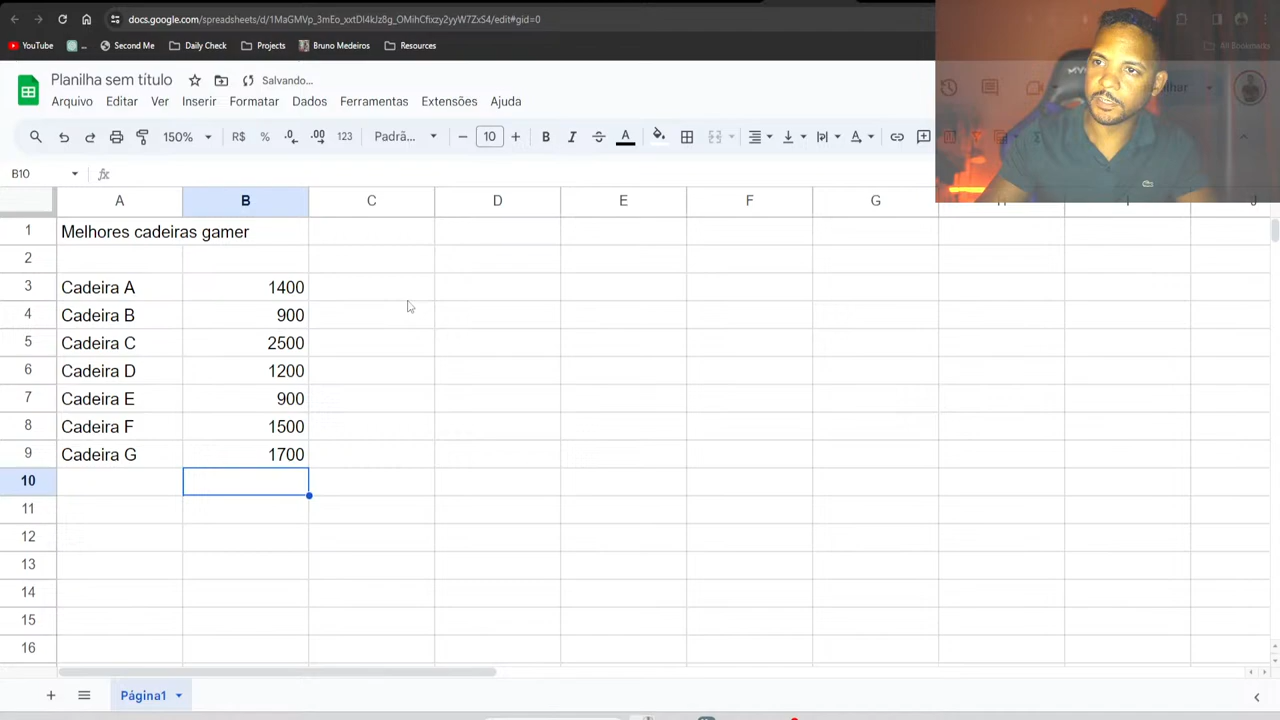 docs.google.com/spreadsheets/d/1MaGMVp_3mEo_xxtDl4kIz8g_OMihCfixzy2yyW7ZxS4/edit#gid=0
YouTube
Second Me
Daily Check
Projects
Bruno Medeiros
Resources
All Bookmarks
Planilha sem título
Salvando...
Arquivo
Editar
Ver
Inserir
Formatar
Dados
Ferramentas
Extensões
Ajuda
150%
R$
%
.0
.00
123
Padrã...
10
B
I
S
A
B10
fx
A
B
C
D
E
F
G
H
I
J
1 Melhores cadeiras gamer
2
3 Cadeira A 1400
4 Cadeira B 900
5 Cadeira C 2500
6 Cadeira D 1200
7 Cadeira E 900
8 Cadeira F 1500
9 Cadeira G 1700
10
11
12
13
14
15
16
Página1